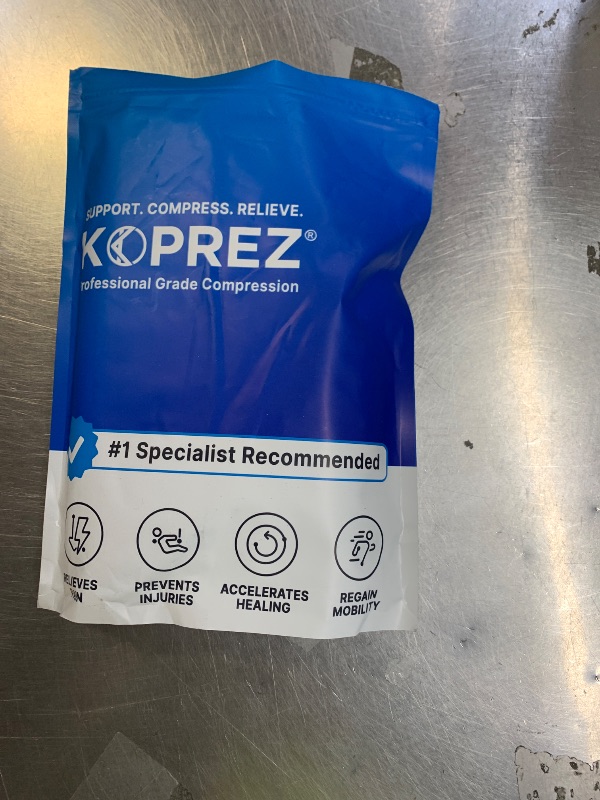 SUPPORT. COMPRESS. RELIEVE.
KOPREZ®
rofessional Grade Compression
#1 Specialist Recommended
PREVENTS
INJURIES
ACCELERATES
HEALING
REGAIN
MOBILITY